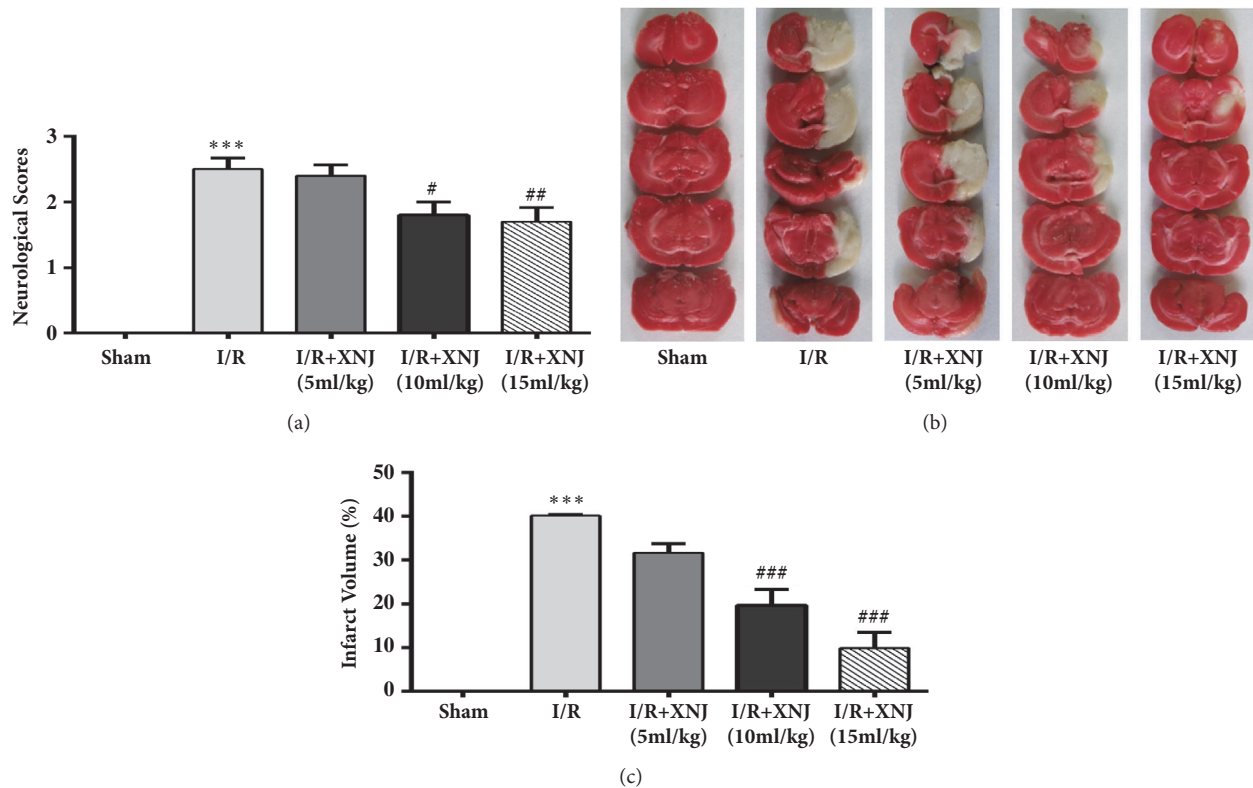 Neurological Scores
3
2
1
0
***
#
##
Sham
I/R
I/R+XNJ
(5ml/kg)
I/R+XNJ
(10ml/kg)
I/R+XNJ
(15ml/kg)
(a)
Sham
I/R
I/R+XNJ
(5ml/kg)
I/R+XNJ
(10ml/kg)
I/R+XNJ
(15ml/kg)
(b)
Infarct Volume (%)
50
40
30
20
10
0
***
###
###
Sham
I/R
I/R+XNJ
(5ml/kg)
I/R+XNJ
(10ml/kg)
I/R+XNJ
(15ml/kg)
(c)